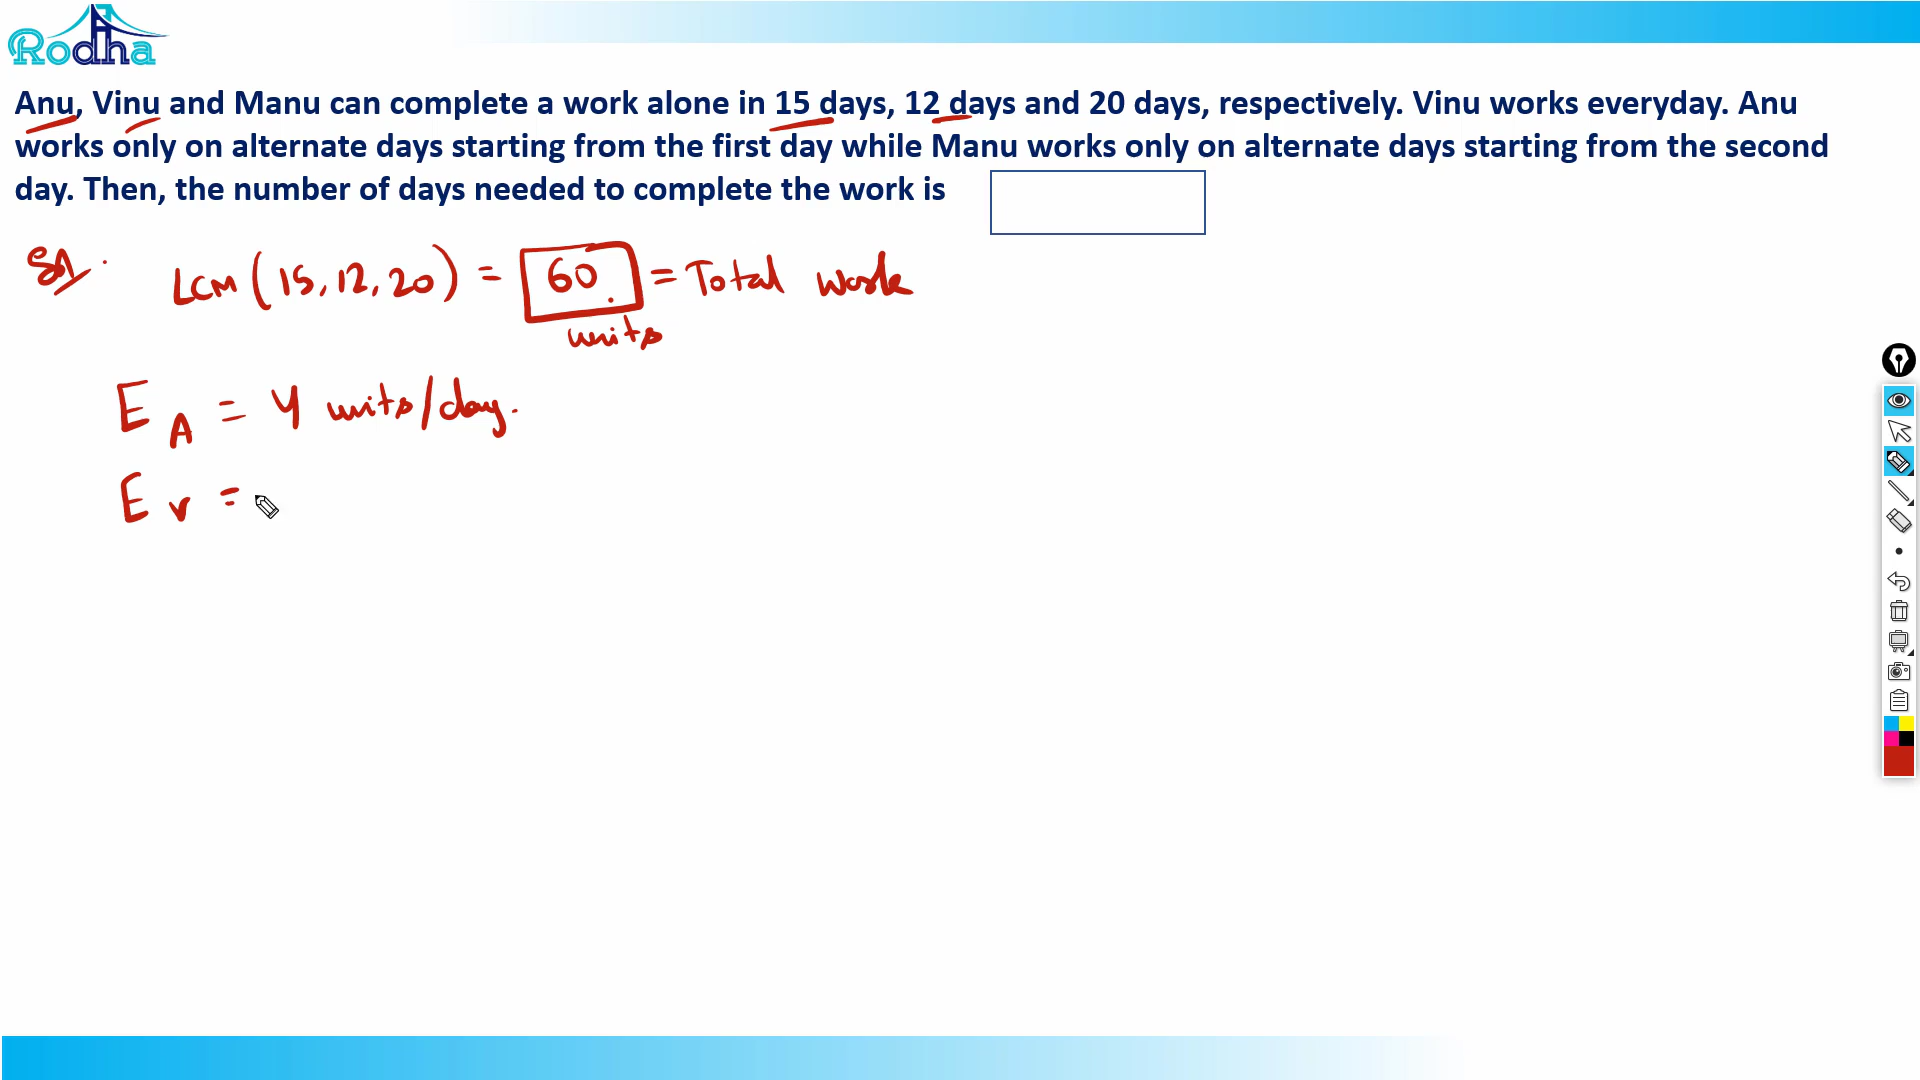 Rodha
Anu, Vinu and Manu can complete a work alone in 15 days, 12 days and 20 days, respectively. Vinu works everyday. Anu
works only on alternate days starting from the first day while Manu works only on alternate days starting from the second
day. Then, the number of days needed to complete the work is
Sol.
LCM (15, 12, 20) = 60 = Total work
units
E A = 4 units/day.
E V =